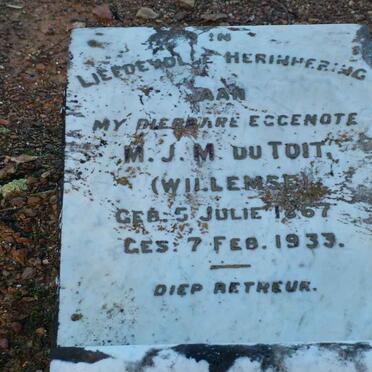 IN
LIEFDEVOLLE HERINNERING
AAN
MY DIERBARE EGGENOTE
M. J. M. DU TOIT,
(WILLEMSE)
GEB. 5 JULIE 1867
GES. 7 FEB. 1933.
DIEP BETREUR.